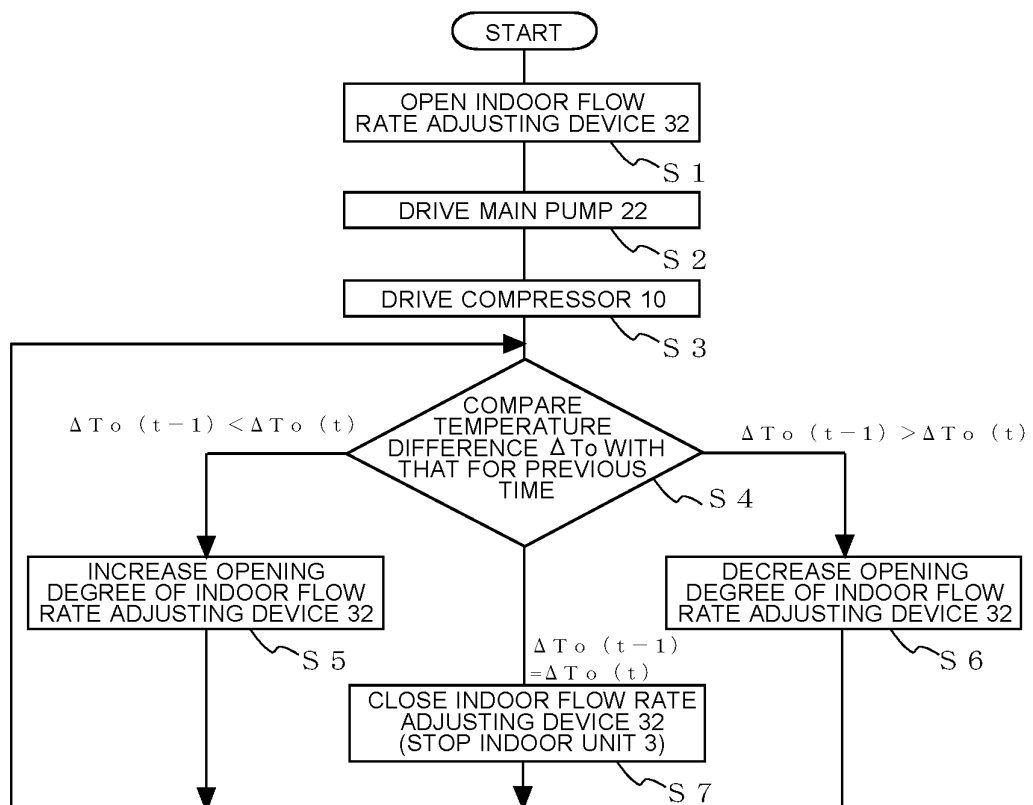 START
OPEN INDOOR FLOW
RATE ADJUSTING DEVICE 32
S 1
DRIVE MAIN PUMP 22
S 2
DRIVE COMPRESSOR 10
S 3
COMPARE
TEMPERATURE
DIFFERENCE ΔTo WITH
THAT FOR PREVIOUS
TIME
S 4
ΔTo (t-1) <ΔTo (t)
ΔTo (t-1) >ΔTo (t)
INCREASE OPENING
DEGREE OF INDOOR FLOW
RATE ADJUSTING DEVICE 32
S 5
DECREASE OPENING
DEGREE OF INDOOR FLOW
RATE ADJUSTING DEVICE 32
S 6
ΔTo (t-1)
=ΔTo (t)
CLOSE INDOOR FLOW RATE
ADJUSTING DEVICE 32
(STOP INDOOR UNIT 3)
S 7